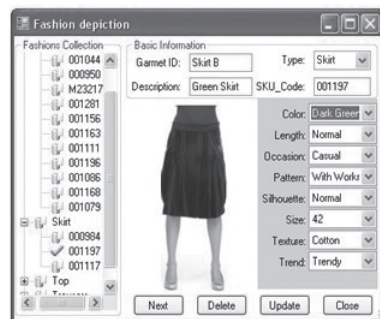 Fashion depiction
Fashions Collection
001044
000950
M23217
001281
001156
001163
001111
001196
001086
001168
001079
Skirt
000984
001197
001117
Top
Basic Information
Garmet ID: Skirt B Type: Skirt
Description: Green Skirt SKU_Code: 001197
Color: Dark Green
Length: Normal
Occasion: Casual
Pattern: With Works
Silhouette: Normal
Size: 42
Texture: Cotton
Trend: Trendy
Next Delete Update Close